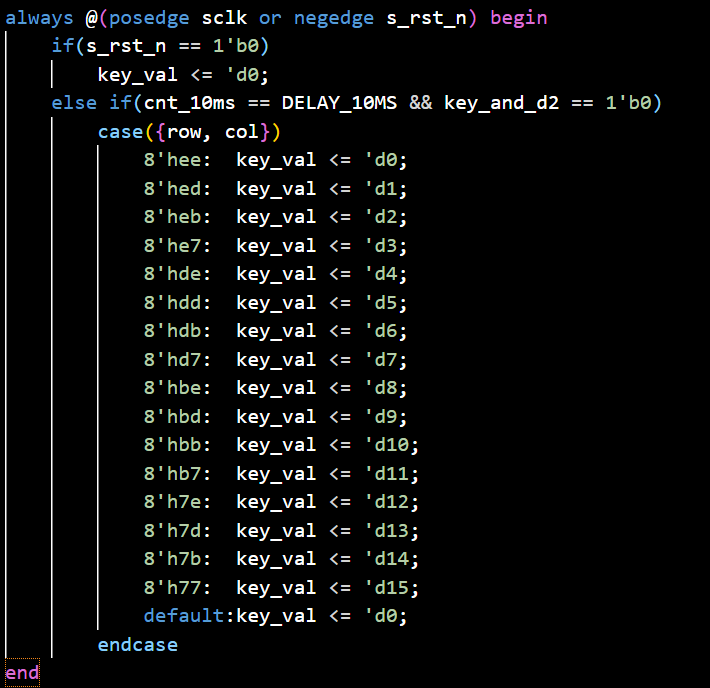 always @(posedge sclk or negedge s_rst_n) begin
    if(s_rst_n == 1'b0)
        key_val <= 'd0;
    else if(cnt_10ms == DELAY_10MS && key_and_d2 == 1'b0)
        case({row, col})
            8'hee:  key_val <= 'd0;
            8'hed:  key_val <= 'd1;
            8'heb:  key_val <= 'd2;
            8'he7:  key_val <= 'd3;
            8'hde:  key_val <= 'd4;
            8'hdd:  key_val <= 'd5;
            8'hdb:  key_val <= 'd6;
            8'hd7:  key_val <= 'd7;
            8'hbe:  key_val <= 'd8;
            8'hbd:  key_val <= 'd9;
            8'hbb:  key_val <= 'd10;
            8'hb7:  key_val <= 'd11;
            8'h7e:  key_val <= 'd12;
            8'h7d:  key_val <= 'd13;
            8'h7b:  key_val <= 'd14;
            8'h77:  key_val <= 'd15;
            default:key_val <= 'd0;
        endcase
end